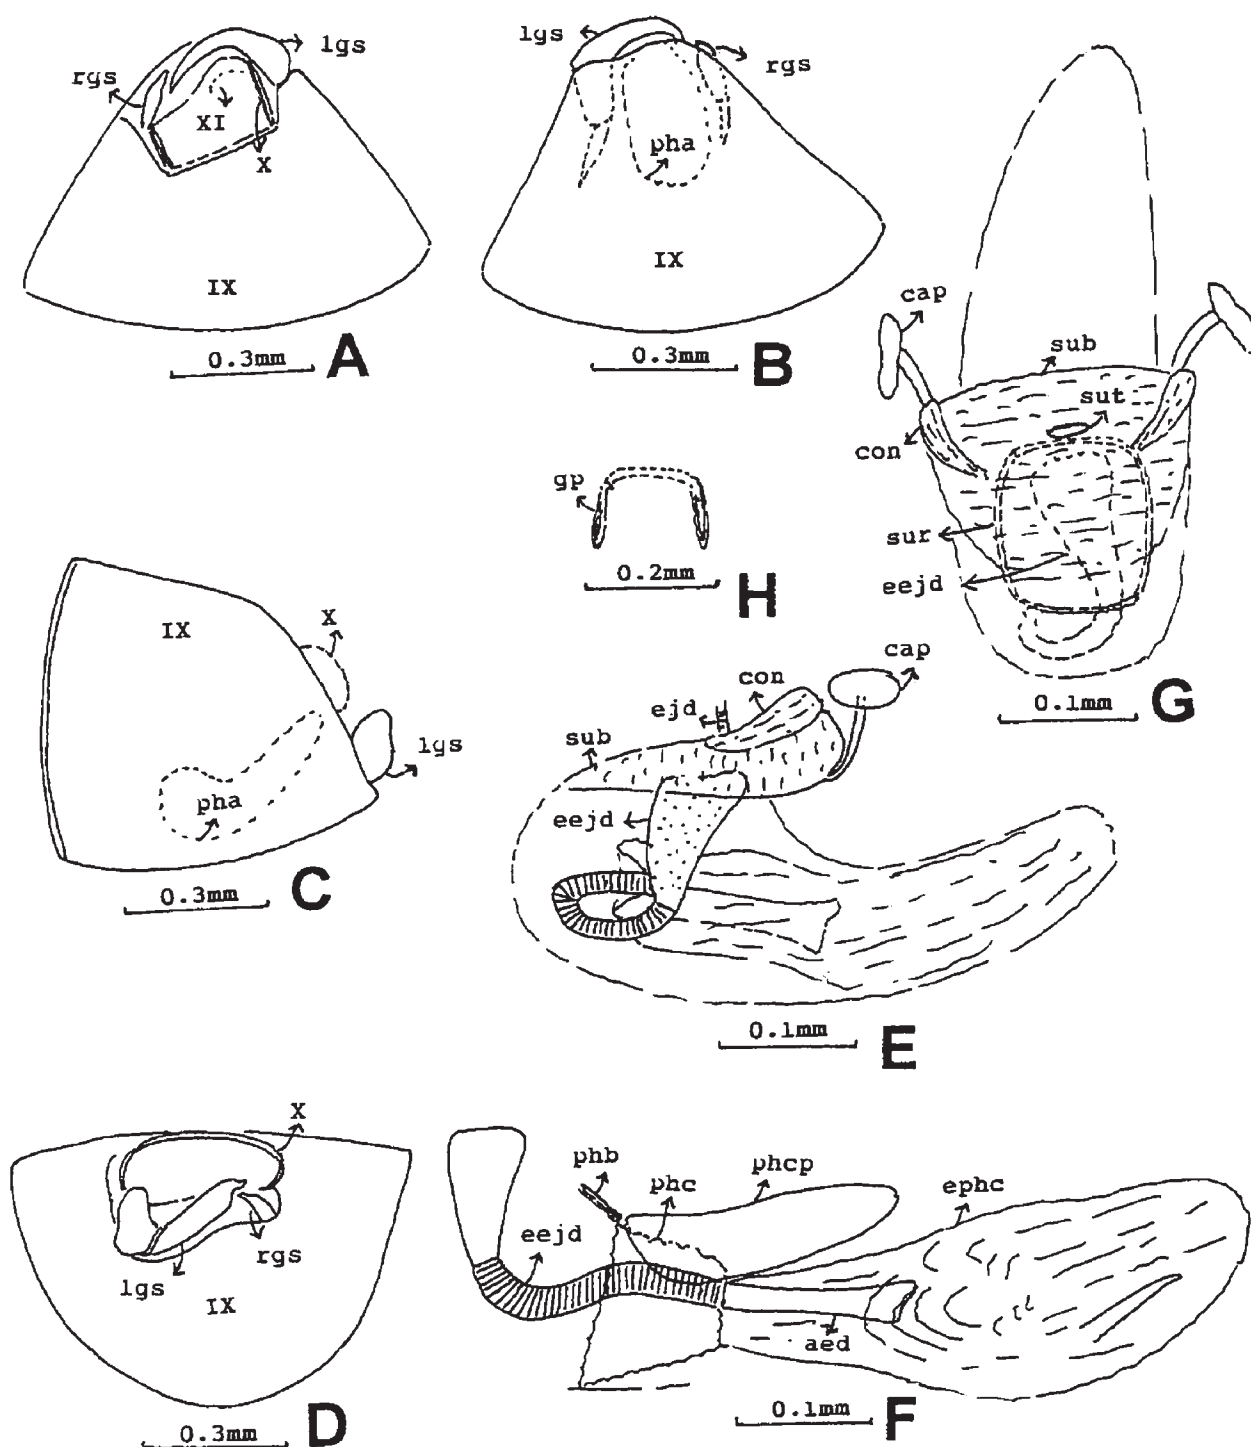 lgs
rgs
XI
X
IX
0.3mm
A
lgs
rgs
pha
IX
0.3mm
B
cap
sub
sut
con
sur
eejd
0.1mm
G
gp
0.2mm
H
IX
X
lgs
pha
0.3mm
C
cap
con
ejd
sub
eejd
0.1mm
E
X
rgs
lgs
IX
0.3mm
D
phb
phc
phcp
ephc
eejd
aed
0.1mm
F